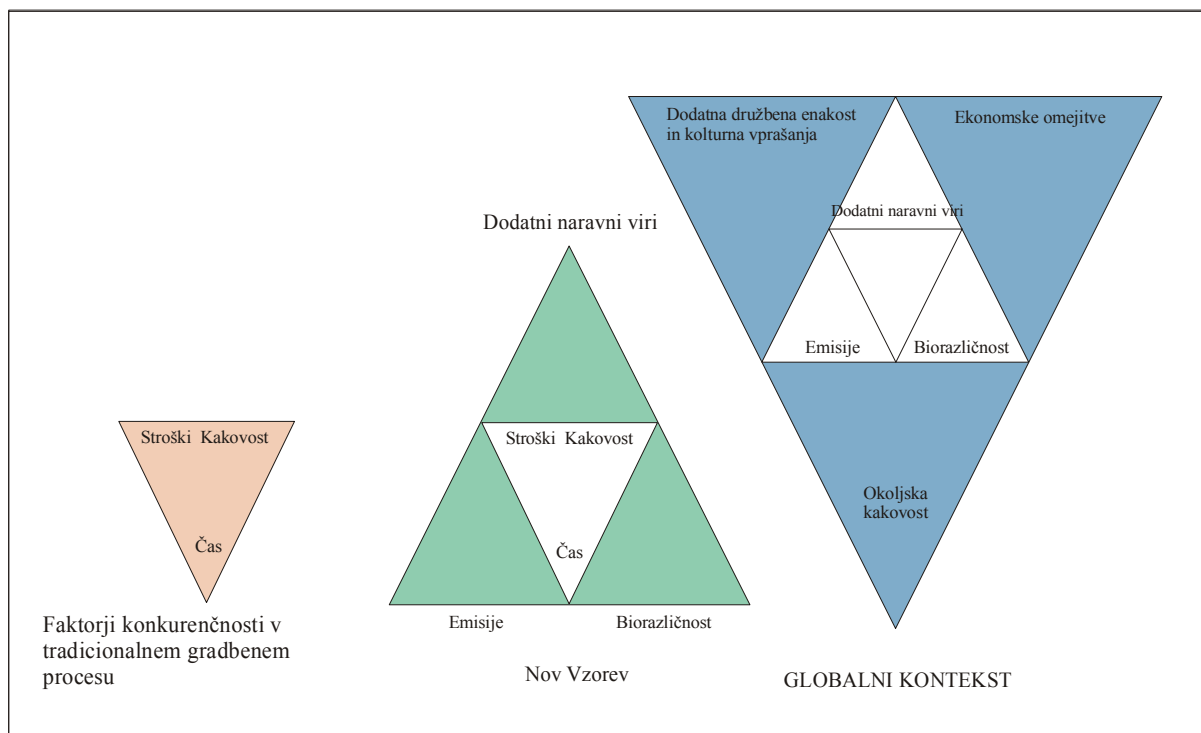 Stroški Kakovost
Čas
Faktorji konkurenčnosti v
tradicionalnem gradbenem
procesu
Dodatni naravni viri
Stroški Kakovost
Čas
Emisije
Biorazličnost
Nov Vzorev
Dodatna družbena enakost
in kolturna vprašanja
Ekonomske omejitve
Dodatni naravni viri
Emisije
Biorazličnost
Okoljska
kakovost
GLOBALNI KONTEKST